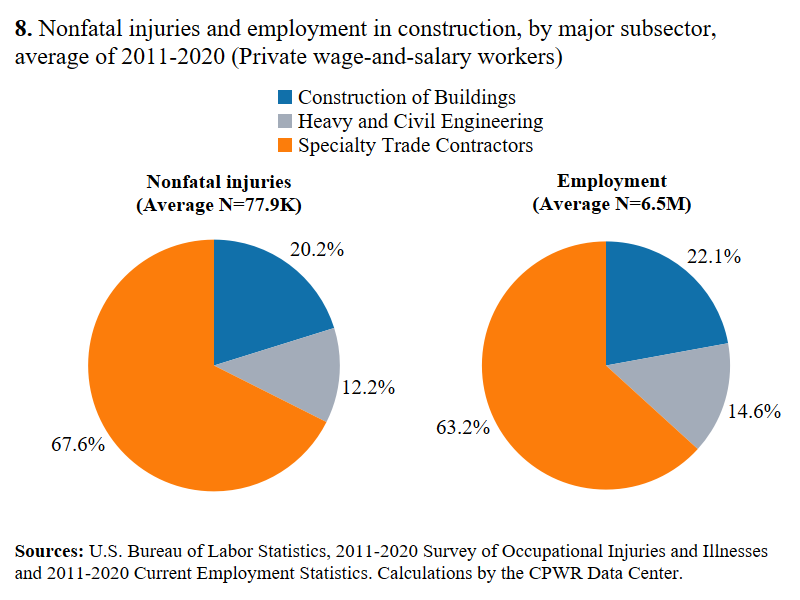 8. Nonfatal injuries and employment in construction, by major subsector,
average of 2011-2020 (Private wage-and-salary workers)
Construction of Buildings
Heavy and Civil Engineering
Specialty Trade Contractors
Nonfatal injuries
(Average N=77.9K)
20.2%
12.2%
67.6%
Employment
(Average N=6.5M)
22.1%
14.6%
63.2%
Sources: U.S. Bureau of Labor Statistics, 2011-2020 Survey of Occupational Injuries and Illnesses
and 2011-2020 Current Employment Statistics. Calculations by the CPWR Data Center.